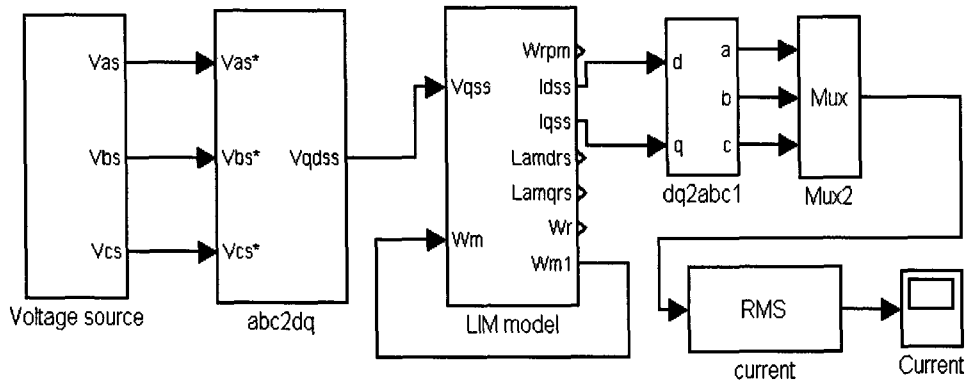 Vas
Vbs
Vcs
Voltage source
Vas*
Vbs*
Vcs*
Vqdss
abc2dq
Vqss
Wm
Wrpm
Idss
Iqss
Lamdrs
Lamqrs
Wr
Wm1
LIM model
d
q
a
b
c
dq2abc1
Mux
Mux2
RMS
current
Current